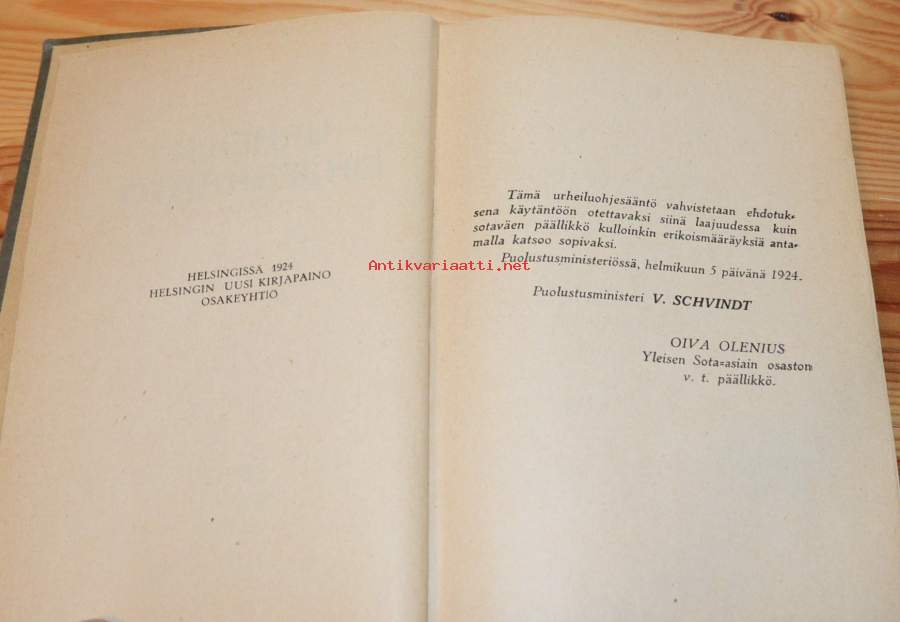 HELSINGISSÄ 1924
HELSINGIN UUSI KIRJAPAINO
OSAKEYHTIÖ
Tämä urheiluohjesääntö vahvistetaan ehdotuk-
sena käytäntöön otettavaksi siinä laajuudessa kuin
sotaväen päällikkö kulloinkin erikoismääräyksiä anta-
malla katsoo sopivaksi.
Puolustusministeriössä, helmikuun 5 päivänä 1924.
Antikvariaatti.net
Puolustusministeri V. SCHVINDT
OIVA OLENIUS
Yleisen Sota-asiain osaston
v. t. päällikkö.